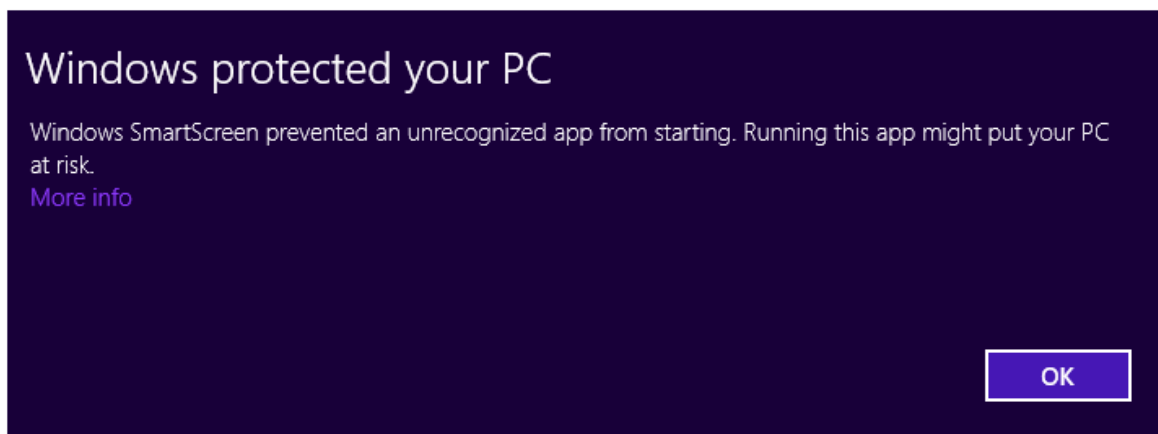 Windows protected your PC
Windows SmartScreen prevented an unrecognized app from starting. Running this app might put your PC
at risk.
More info
OK